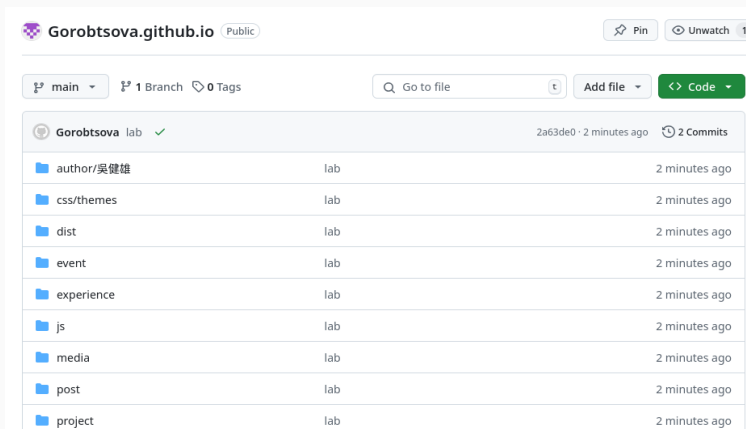 Gorobtsova.github.io Public Pin Unwatch 1
main 1 Branch 0 Tags Go to file t Add file Code
Gorobtsova lab 2a63de0 · 2 minutes ago 2 Commits
author/吳健雄 lab 2 minutes ago
css/themes lab 2 minutes ago
dist lab 2 minutes ago
event lab 2 minutes ago
experience lab 2 minutes ago
js lab 2 minutes ago
media lab 2 minutes ago
post lab 2 minutes ago
project lab 2 minutes ago